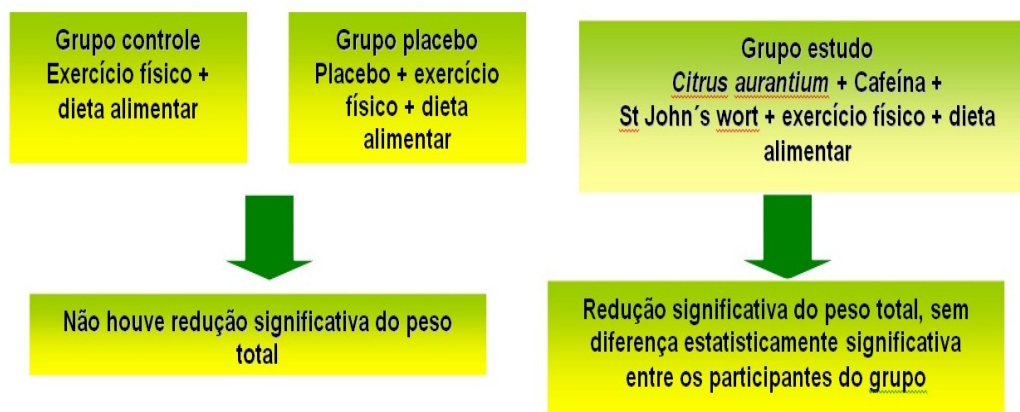 Grupo controle
Exercício físico +
dieta alimentar
Grupo placebo
Placebo + exercício
físico + dieta
alimentar
Grupo estudo
Citrus aurantium + Cafeína +
St John´s wort + exercício físico + dieta
alimentar
Não houve redução significativa do peso
total
Redução significativa do peso total, sem
diferença estatisticamente significativa
entre os participantes do grupo